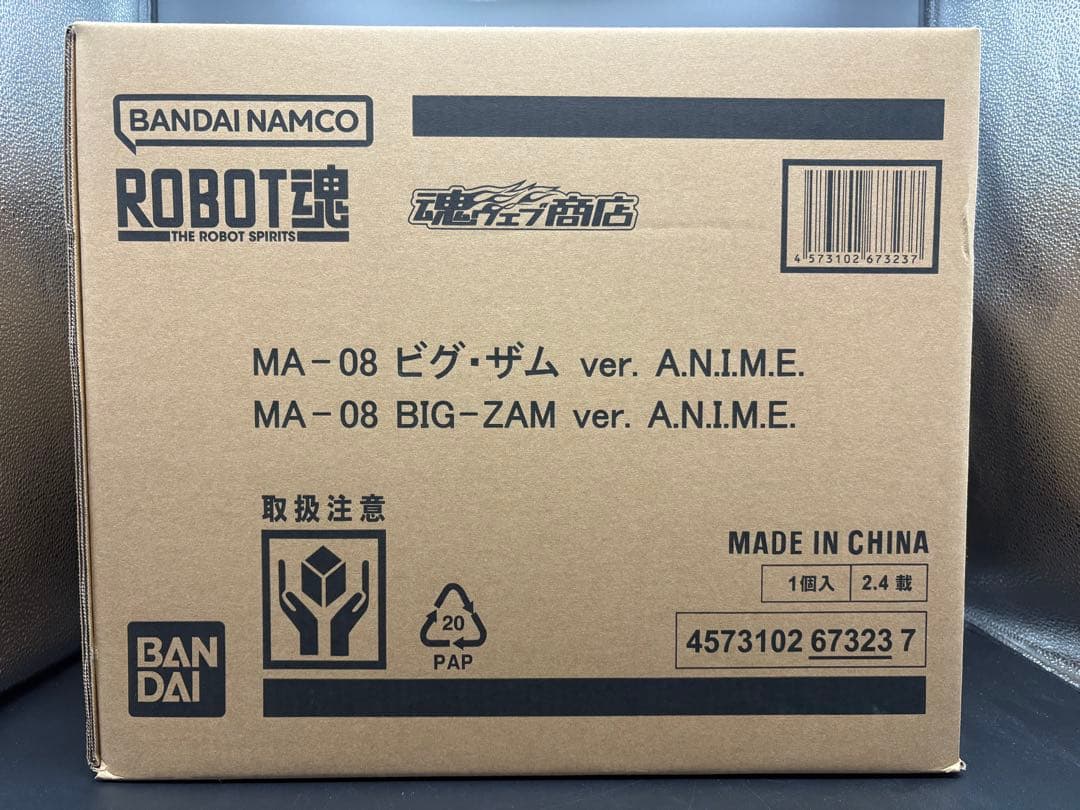 BANDAI NAMCO
ROBOT魂
THE ROBOT SPIRITS
魂ウェブ商店
4 573102 673237
MA-08 ビグ・ザム ver. A.N.I.M.E.
MA-08 BIG-ZAM ver. A.N.I.M.E.
取扱注意
MADE IN CHINA
1個入 2.4 載
20
PAP
4573102 67323 7
BAN
DAI